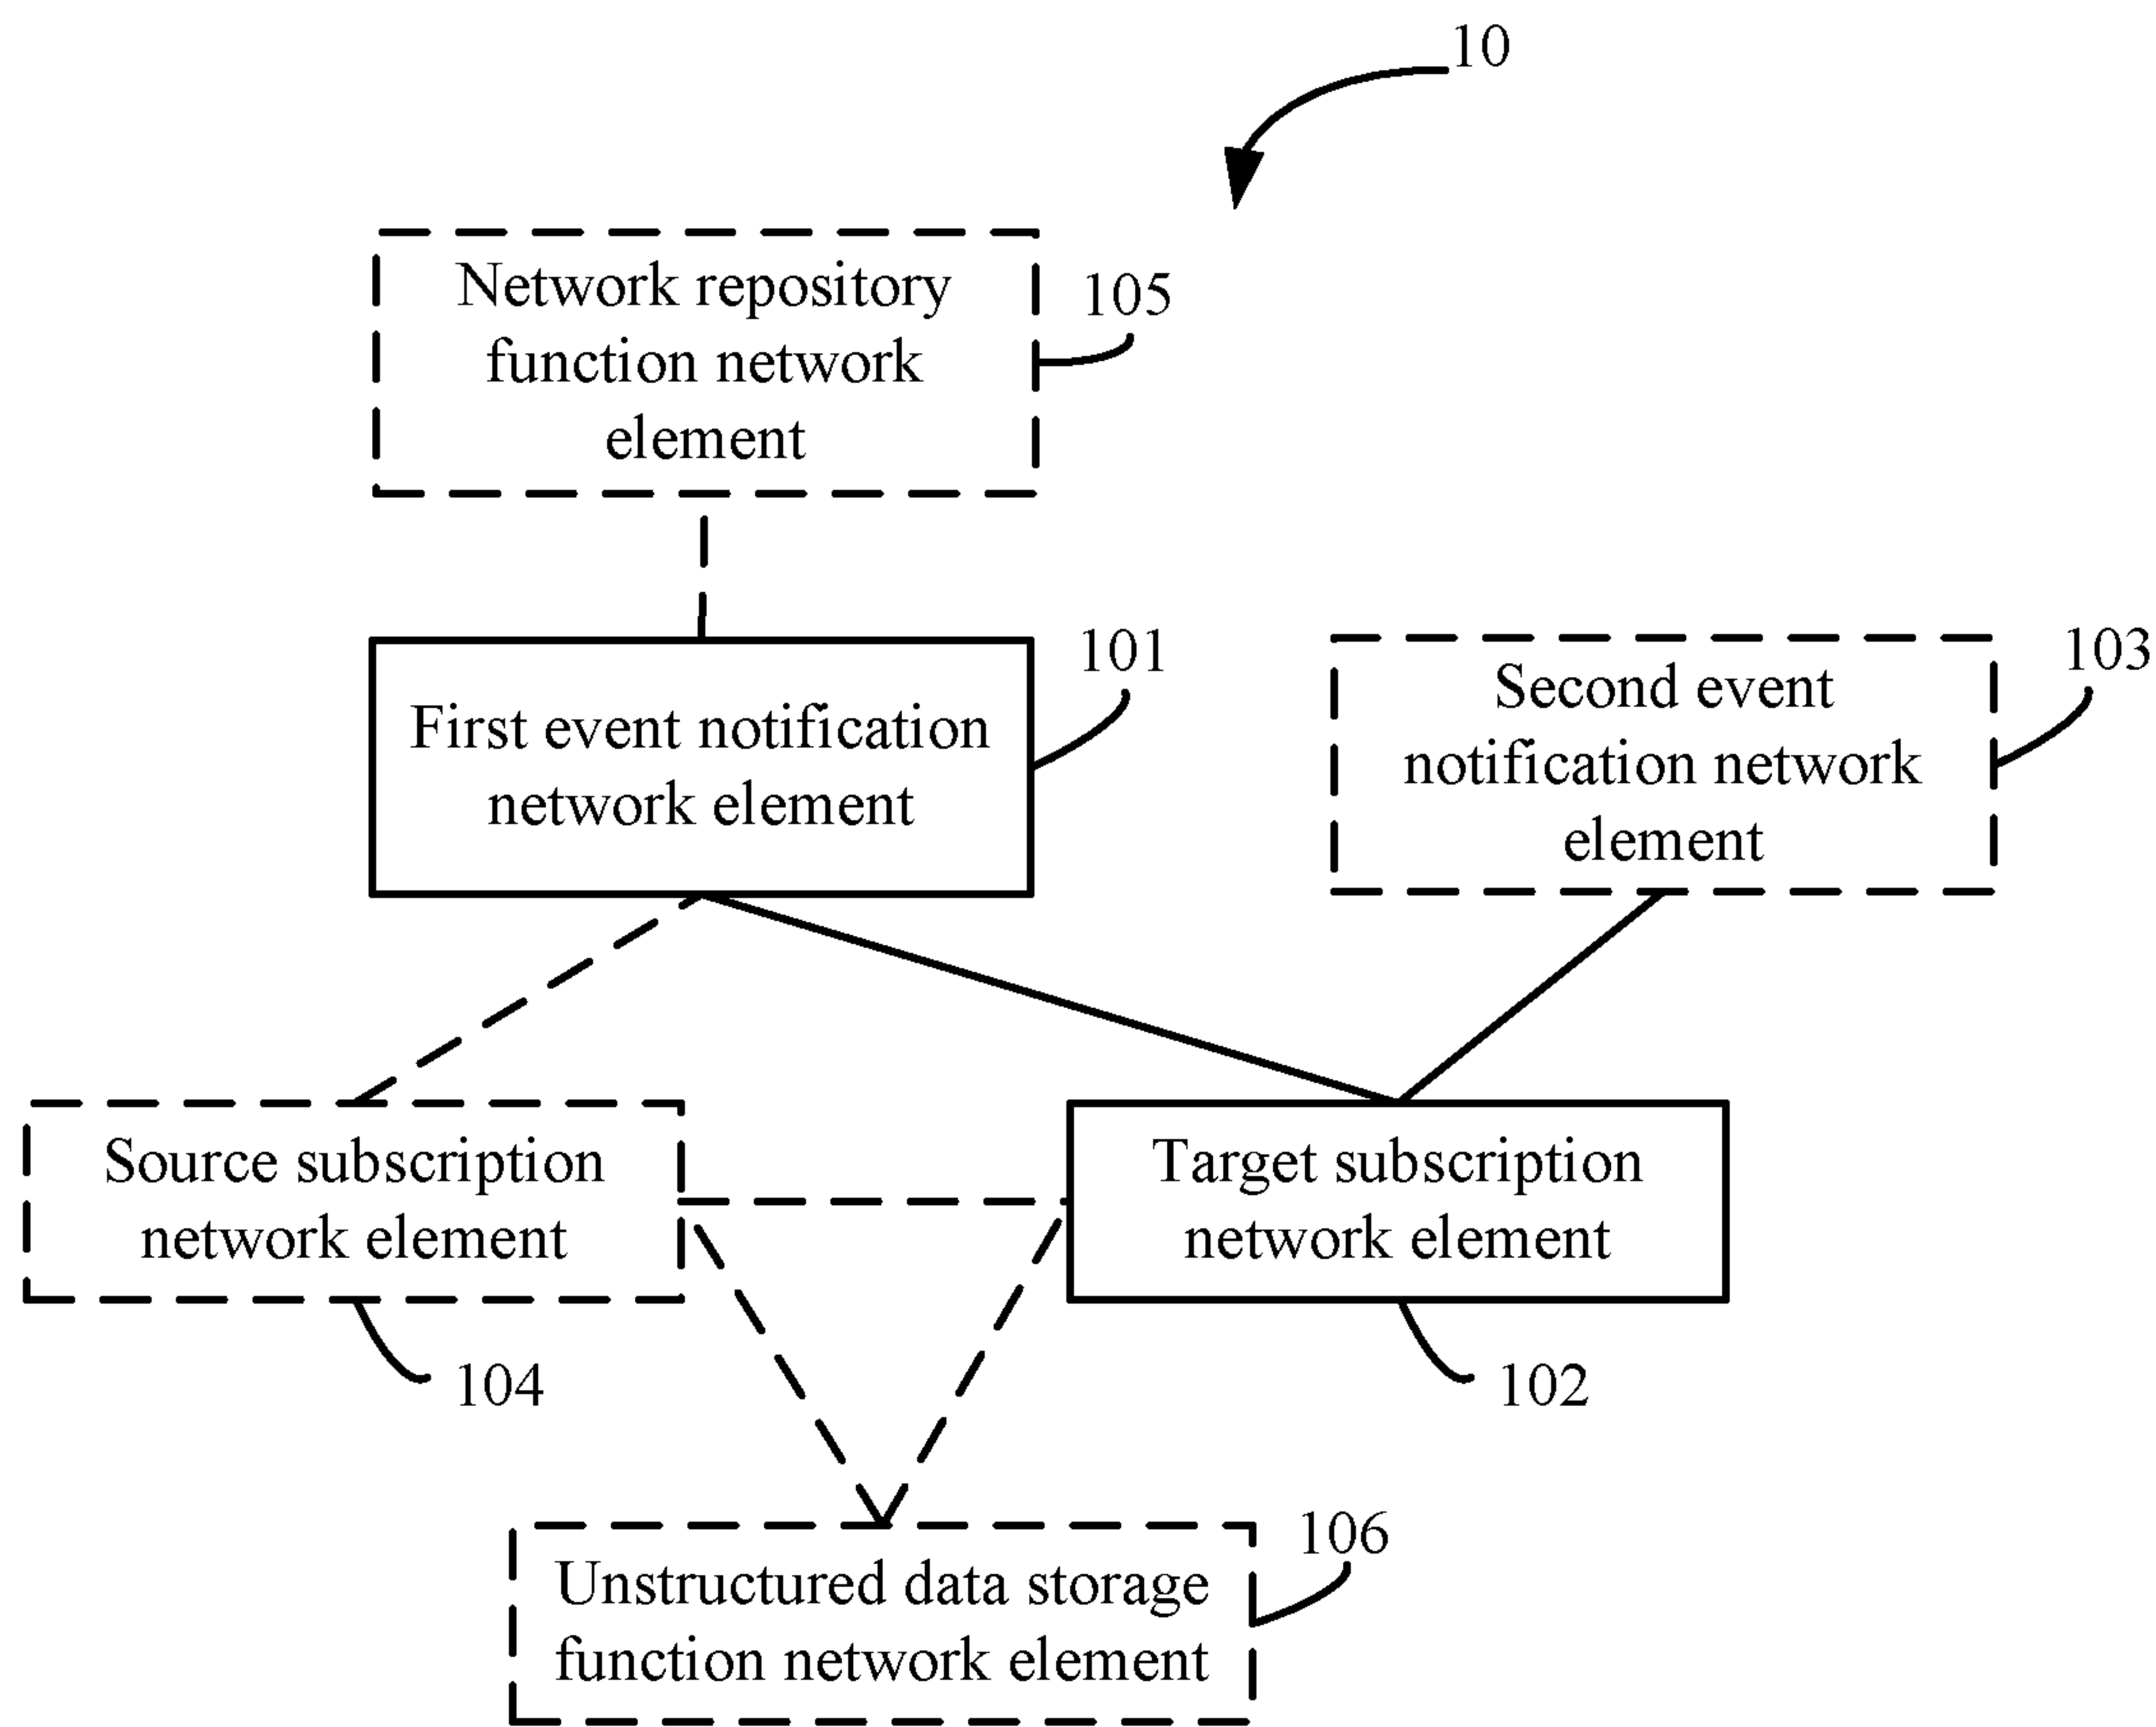 10
Network repository
function network
element
105
First event notification
network element
101
Second event
notification network
element
103
Source subscription
network element
104
Target subscription
network element
102
Unstructured data storage
function network element
106